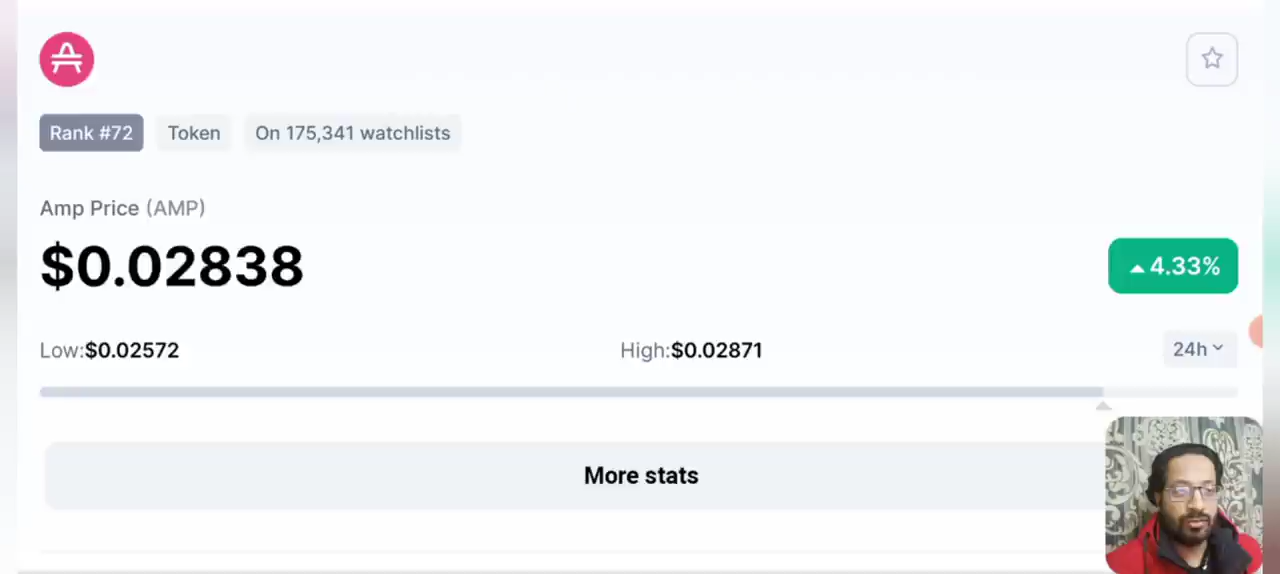 Rank #72 Token On 175,341 watchlists
Amp Price (AMP)
$0.02838 4.33%
Low:$0.02572 High:$0.02871 24h
More stats